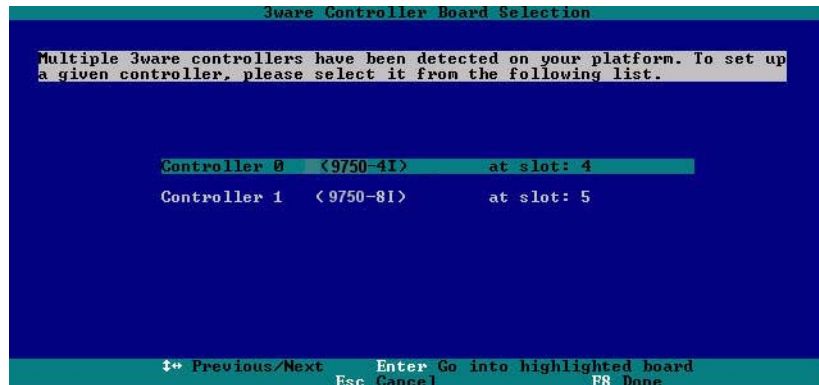 3ware Controller Board Selection
Multiple 3ware controllers have been detected on your platform. To set up
a given controller, please select it from the following list.
Controller 0 (9750-4I) at slot: 4
Controller 1 (9750-8I) at slot: 5
↕↔ Previous/Next Enter Go into highlighted board
Esc Cancel F8 Done